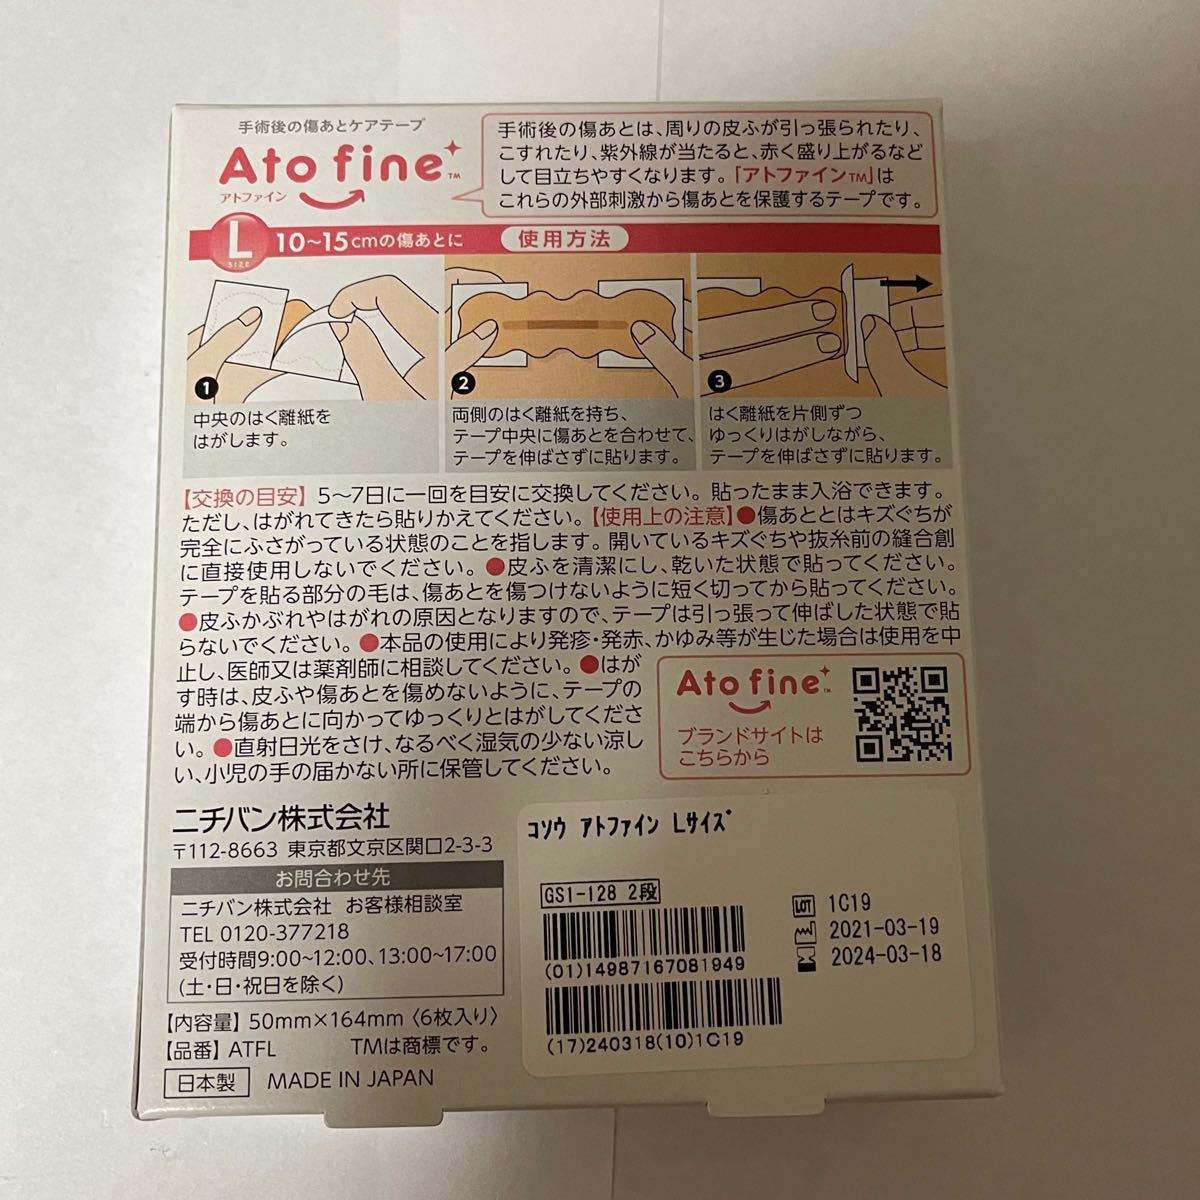 手術後の傷あとケアテープ
Ato fine™
アトファイン
手術後の傷あとは、周りの皮ふが引っ張られたり、
こすれたり、紫外線が当たると、赤く盛り上がるなど
して目立ちやすくなります。「アトファイン™」は
これらの外部刺激から傷あとを保護するテープです。
L SIZE 10~15cmの傷あとに 使用方法
1
中央のはく離紙を
はがします。
2
両側のはく離紙を持ち、
テープ中央に傷あとを合わせて、
テープを伸ばさずに貼ります。
3
はく離紙を片側ずつ
ゆっくりはがしながら、
テープを伸ばさずに貼ります。
【交換の目安】5~7日に一回を目安に交換してください。貼ったまま入浴できます。
ただし、はがれてきたら貼りかえてください。【使用上の注意】●傷あととはキズぐちが
完全にふさがっている状態のことを指します。開いているキズぐちや抜糸前の縫合創
に直接使用しないでください。●皮ふを清潔にし、乾いた状態で貼ってください。
テープを貼る部分の毛は、傷あとを傷つけないように短く切ってから貼ってください。
●皮ふかぶれやはがれの原因となりますので、テープは引っ張って伸ばした状態で貼
らないでください。●本品の使用により発疹・発赤、かゆみ等が生じた場合は使用を中
止し、医師又は薬剤師に相談してください。●はが
す時は、皮ふや傷あとを傷めないように、テープの
端から傷あとに向かってゆっくりとはがしてくださ
い。●直射日光をさけ、なるべく湿気の少ない涼し
い、小児の手の届かない所に保管してください。
Ato fine™
ブランドサイトは
こちらから
ニチバン株式会社
〒112-8663 東京都文京区関口2-3-3
お問合わせ先
ニチバン株式会社 お客様相談室
TEL 0120-377218
受付時間9:00~12:00、13:00~17:00
(土・日・祝日を除く)
【内容量】50mm×164mm〈6枚入り〉
【品番】ATFL TMは商標です。
日本製 MADE IN JAPAN
コソウ アトファイン Lサイズ
GS1-128 2段
(01)14987167081949
(17)240318(10)1C19
LOT 1C19
2021-03-19
2024-03-18